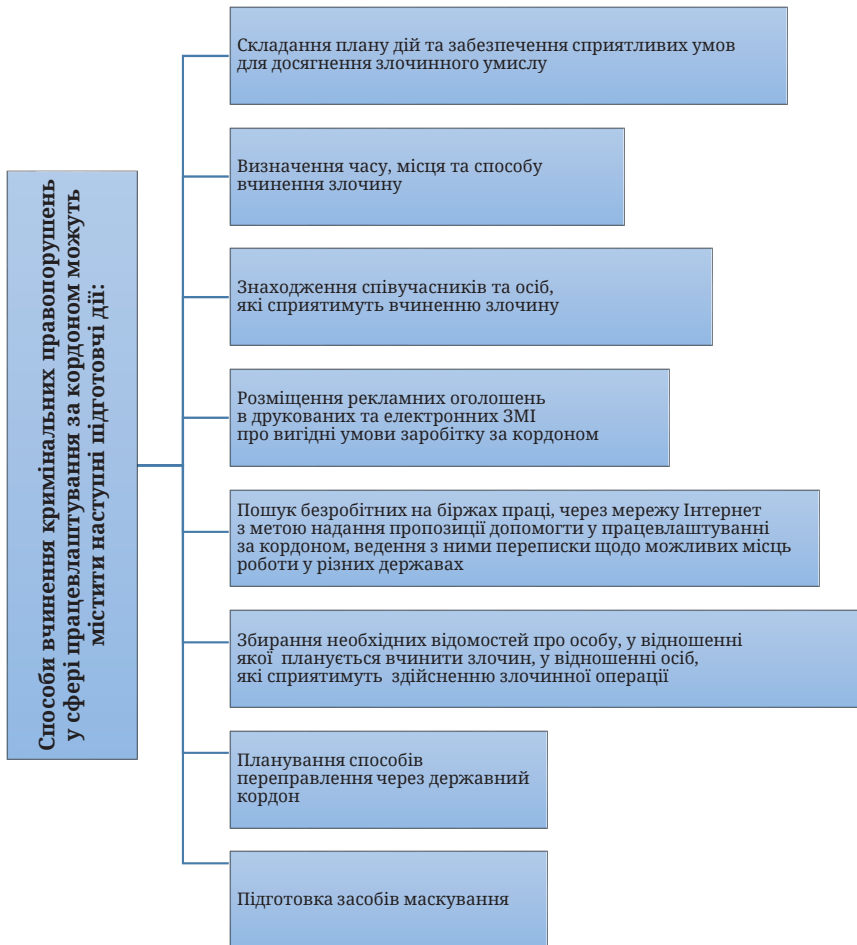 Способи вчинення кримінальних правопорушень
у сфері працевлаштування за кордоном можуть
містити наступні підготовчі дії:
Складання плану дій та забезпечення сприятливих умов
для досягнення злочинного умислу
Визначення часу, місця та способу
вчинення злочину
Знаходження співучасників та осіб,
які сприятимуть вчиненню злочину
Розміщення рекламних оголошень
в друкованих та електронних ЗМІ
про вигідні умови заробітку за кордоном
Пошук безробітних на біржах праці, через мережу Інтернет
з метою надання пропозиції допомогти у працевлаштуванні
за кордоном, ведення з ними переписки щодо можливих місць
роботи у різних державах
Збирання необхідних відомостей про особу, у відношенні
якої планується вчинити злочин, у відношенні осіб,
які сприятимуть здійсненню злочинної операції
Планування способів
переправлення через державний
кордон
Підготовка засобів маскування